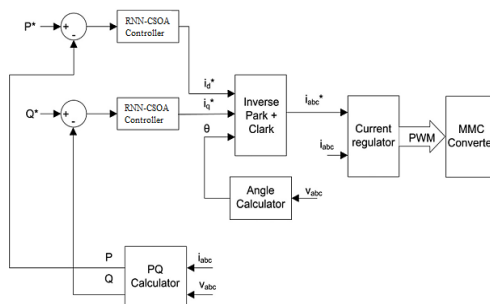 P*
+
-
RNN-CSOA
Controller
Q*
+
-
RNN-CSOA
Controller
id*
iq*
θ
Inverse
Park +
Clark
iabc*
iabc
Current
regulator
PWM
MMC
Converte
Angle
Calculator
vabc
P
Q
PQ
Calculator
iabc
vabc